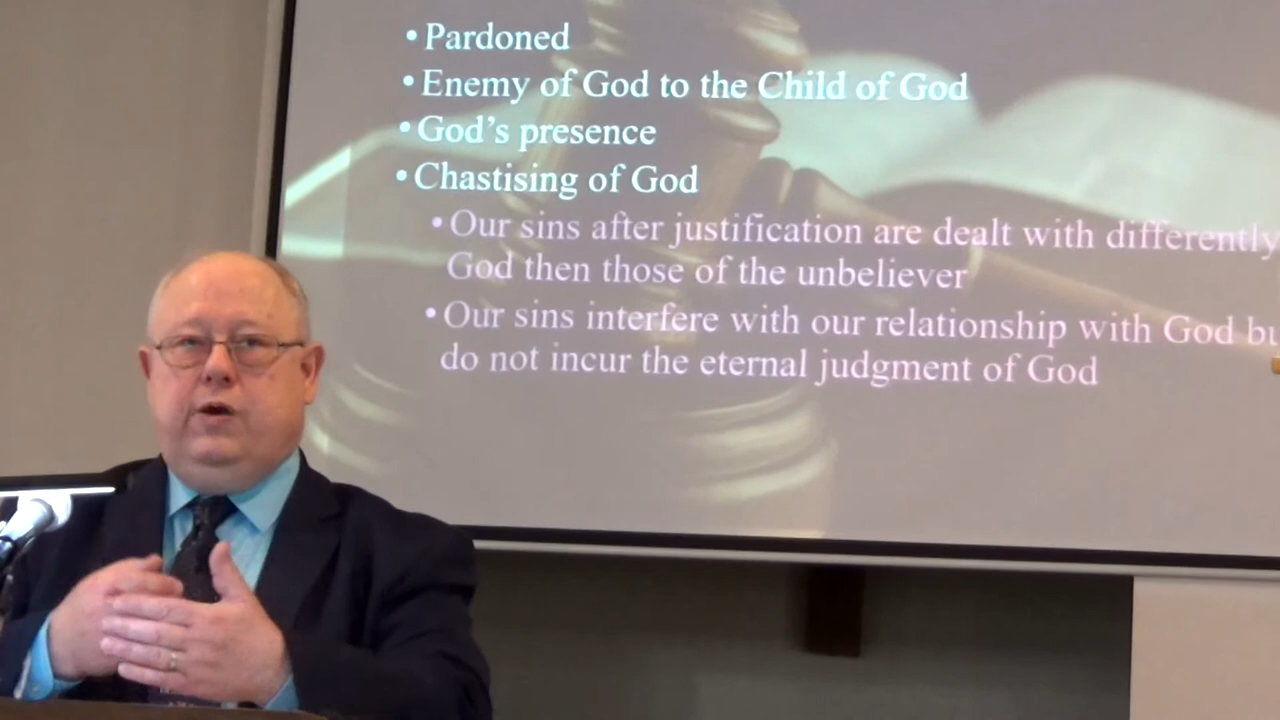 • Pardoned
• Enemy of God to the Child of God
• God's presence
• Chastising of God
• Our sins after justification are dealt with differently
God then those of the unbeliever
• Our sins interfere with our relationship with God bu
do not incur the eternal judgment of God